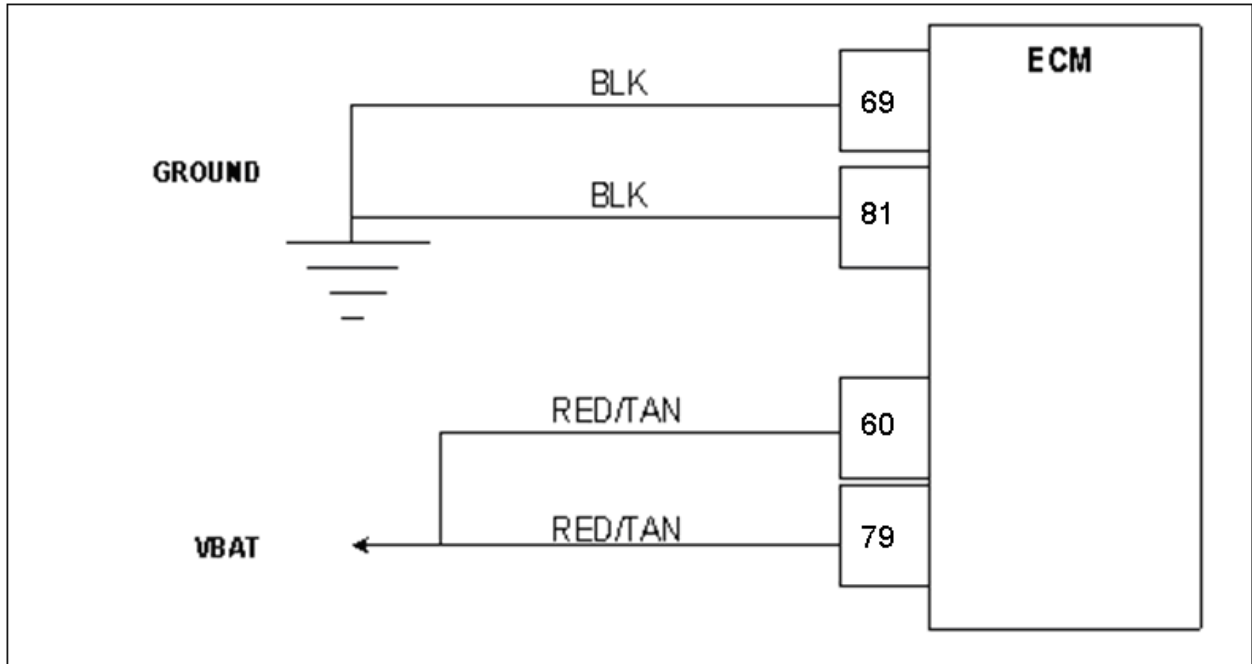 ECM
BLK
69
GROUND
BLK
81
RED/TAN
60
RED/TAN
VBAT
79